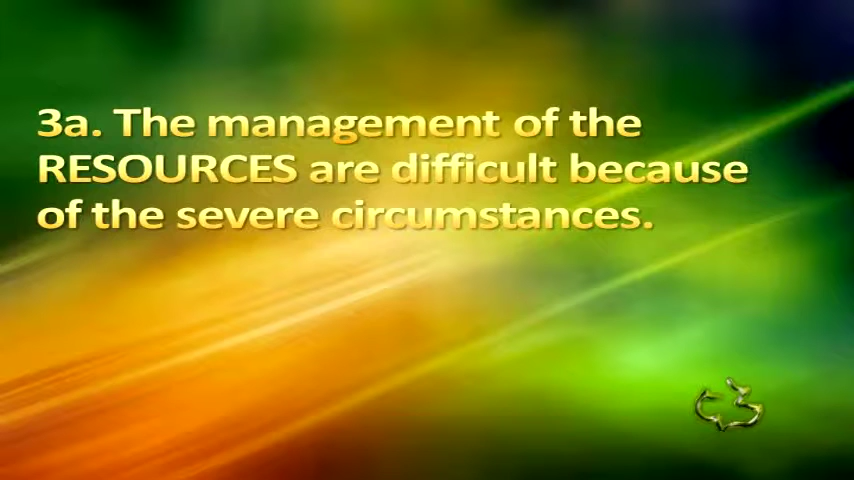 3a. The management of the
RESOURCES are difficult because
of the severe circumstances.